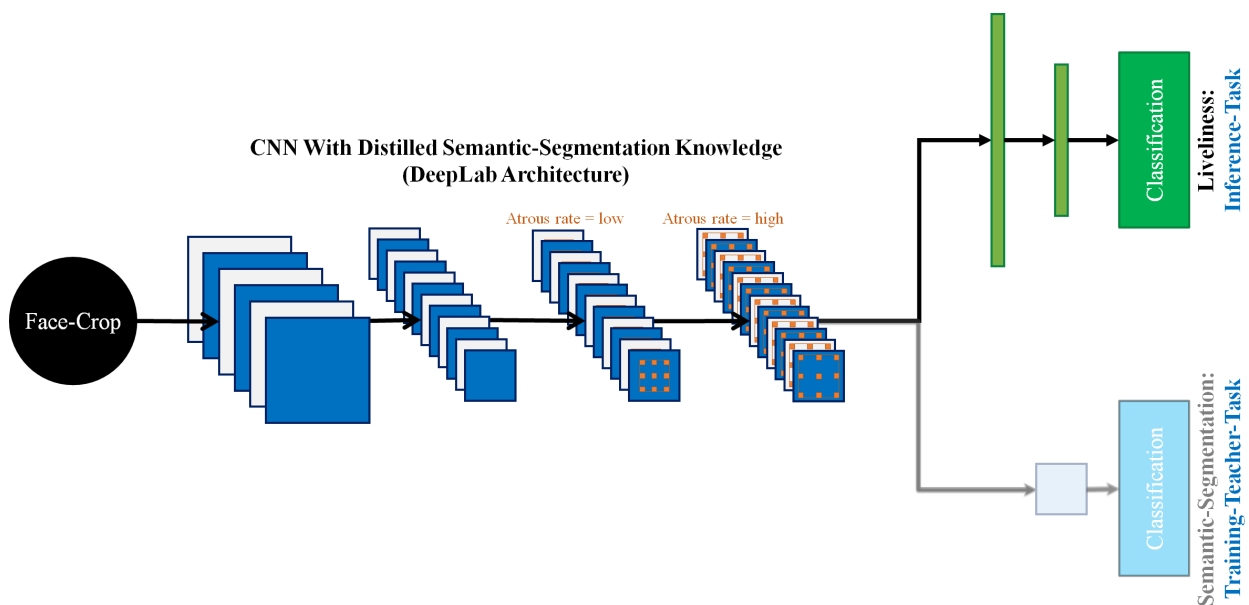 CNN With Distilled Semantic-Segmentation Knowledge
(DeepLab Architecture)
Atrous rate = low
Atrous rate = high
Face-Crop
Classification
Liveliness:
Inference-Task
Classification
Semantic-Segmentation:
Training-Teacher-Task